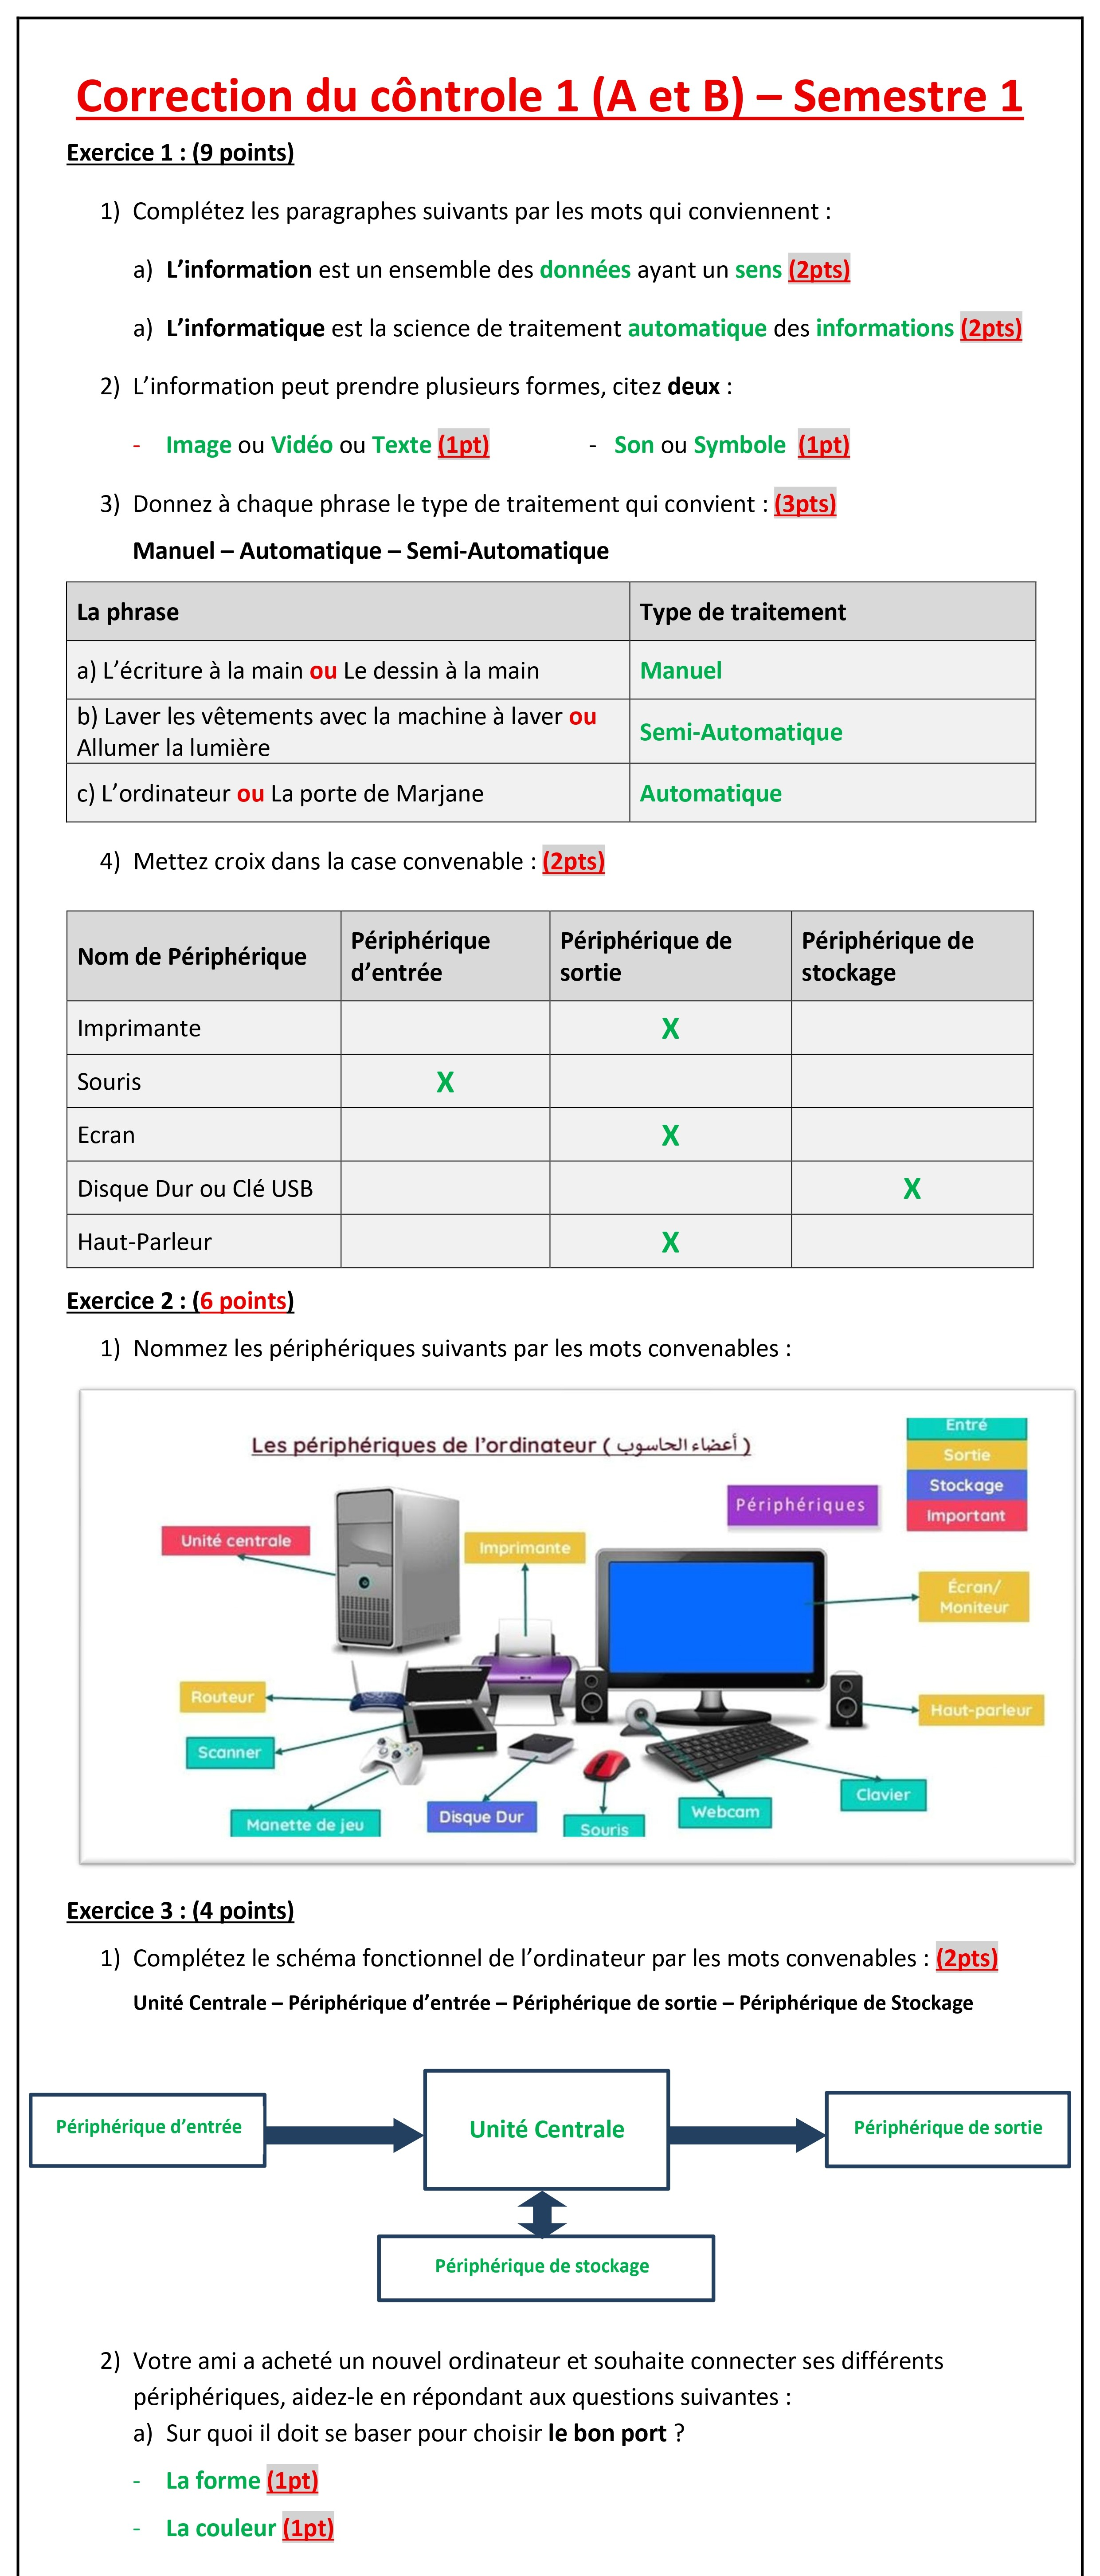 Correction du côntrole 1 (A et B) – Semestre 1
Exercice 1 : (9 points)
1) Complétez les paragraphes suivants par les mots qui conviennent :
a) L’information est un ensemble des données ayant un sens (2pts)
a) L’informatique est la science de traitement automatique des informations (2pts)
2) L’information peut prendre plusieurs formes, citez deux :
- Image ou Vidéo ou Texte (1pt) - Son ou Symbole (1pt)
3) Donnez à chaque phrase le type de traitement qui convient : (3pts)
Manuel – Automatique – Semi-Automatique
La phrase Type de traitement
a) L’écriture à la main ou Le dessin à la main Manuel
b) Laver les vêtements avec la machine à laver ou
Allumer la lumière Semi-Automatique
c) L’ordinateur ou La porte de Marjane Automatique
4) Mettez croix dans la case convenable : (2pts)
Nom de Périphérique Périphérique d’entrée Périphérique de sortie Périphérique de stockage
Imprimante X
Souris X
Ecran X
Disque Dur ou Clé USB X
Haut-Parleur X
Exercice 2 : (6 points)
1) Nommez les périphériques suivants par les mots convenables :
Les périphériques de l’ordinateur ( أعضاء الحاسوب )
Entré
Sortie
Stockage
Important
Périphériques
Unité centrale
Imprimante
Écran/
Moniteur
Routeur
Haut-parleur
Scanner
Clavier
Manette de jeu
Disque Dur
Souris
Webcam
Exercice 3 : (4 points)
1) Complétez le schéma fonctionnel de l’ordinateur par les mots convenables : (2pts)
Unité Centrale – Périphérique d’entrée – Périphérique de sortie – Périphérique de Stockage
Périphérique d’entrée
Unité Centrale
Périphérique de sortie
Périphérique de stockage
2) Votre ami a acheté un nouvel ordinateur et souhaite connecter ses différents
périphériques, aidez-le en répondant aux questions suivantes :
a) Sur quoi il doit se baser pour choisir le bon port ?
- La forme (1pt)
- La couleur (1pt)